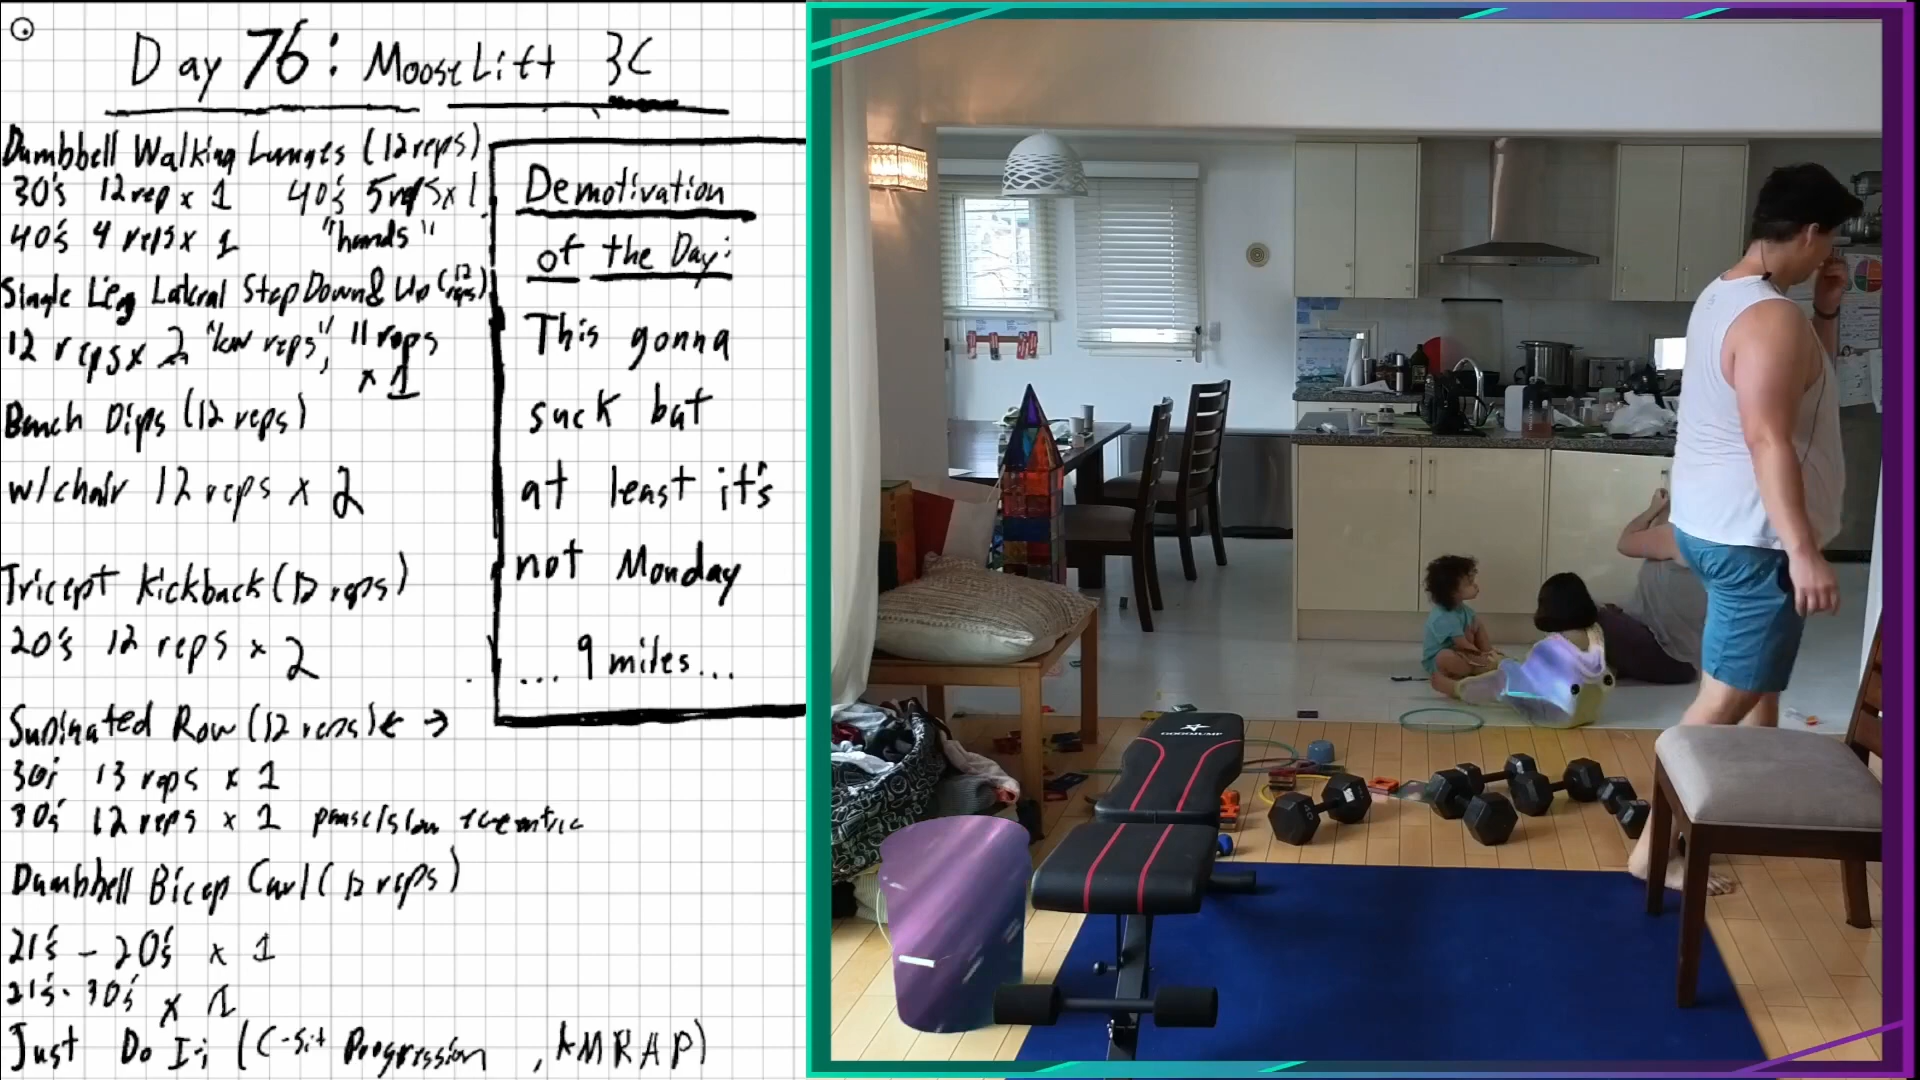 Day 76: MooseLift 3C
Dumbbell Walking Lunges (12 reps)
30's 12 rep x 1 40's 5 reps x 1
40's 4 reps x 1 "hands"
Single Leg Lateral Step Down & Up (12 reps)
12 reps x 2 "low reps", 11 reps
x 1
Bench Dips (12 reps)
w/chair 12 reps x 2
Tricept Kickback (12 reps)
20's 12 reps x 2
Supinated Row (12 reps) ← →
30's 13 reps x 1
30's 12 reps x 1 pause/slow
Dumbbell Bicep Curl (12 reps)
21's - 20's x 1
21's - 30's x 1
Just Do It (C-sit Progression, AMRAP)
Demotivation
of the Day:
This gonna
suck but
at least it's
not Monday
... 9 miles...